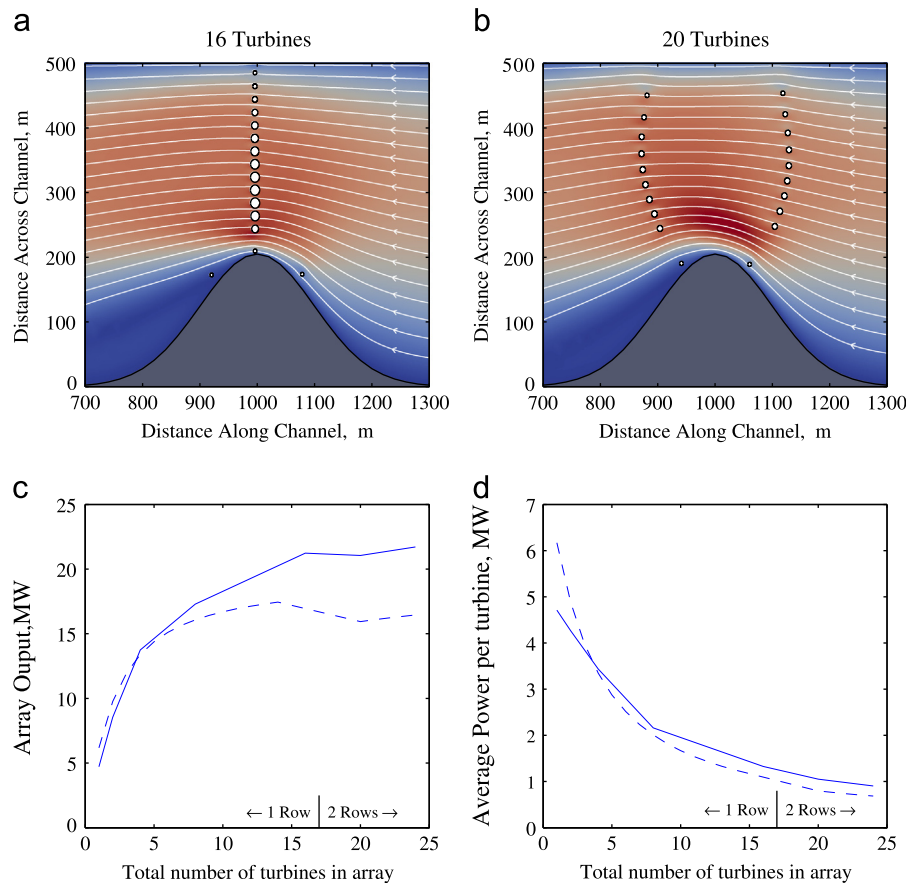 a
16 Turbines
500
400
300
200
100
0
Distance Across Channel, m
700 800 900 1000 1100 1200 1300
Distance Along Channel, m
b
20 Turbines
500
400
300
200
100
0
Distance Across Channel, m
700 800 900 1000 1100 1200 1300
Distance Along Channel, m
c
25
20
15
10
5
0
Array Ouput,MW
← 1 Row 2 Rows →
0 5 10 15 20 25
Total number of turbines in array
d
7
6
5
4
3
2
1
0
Average Power per turbine, MW
← 1 Row 2 Rows →
0 5 10 15 20 25
Total number of turbines in array